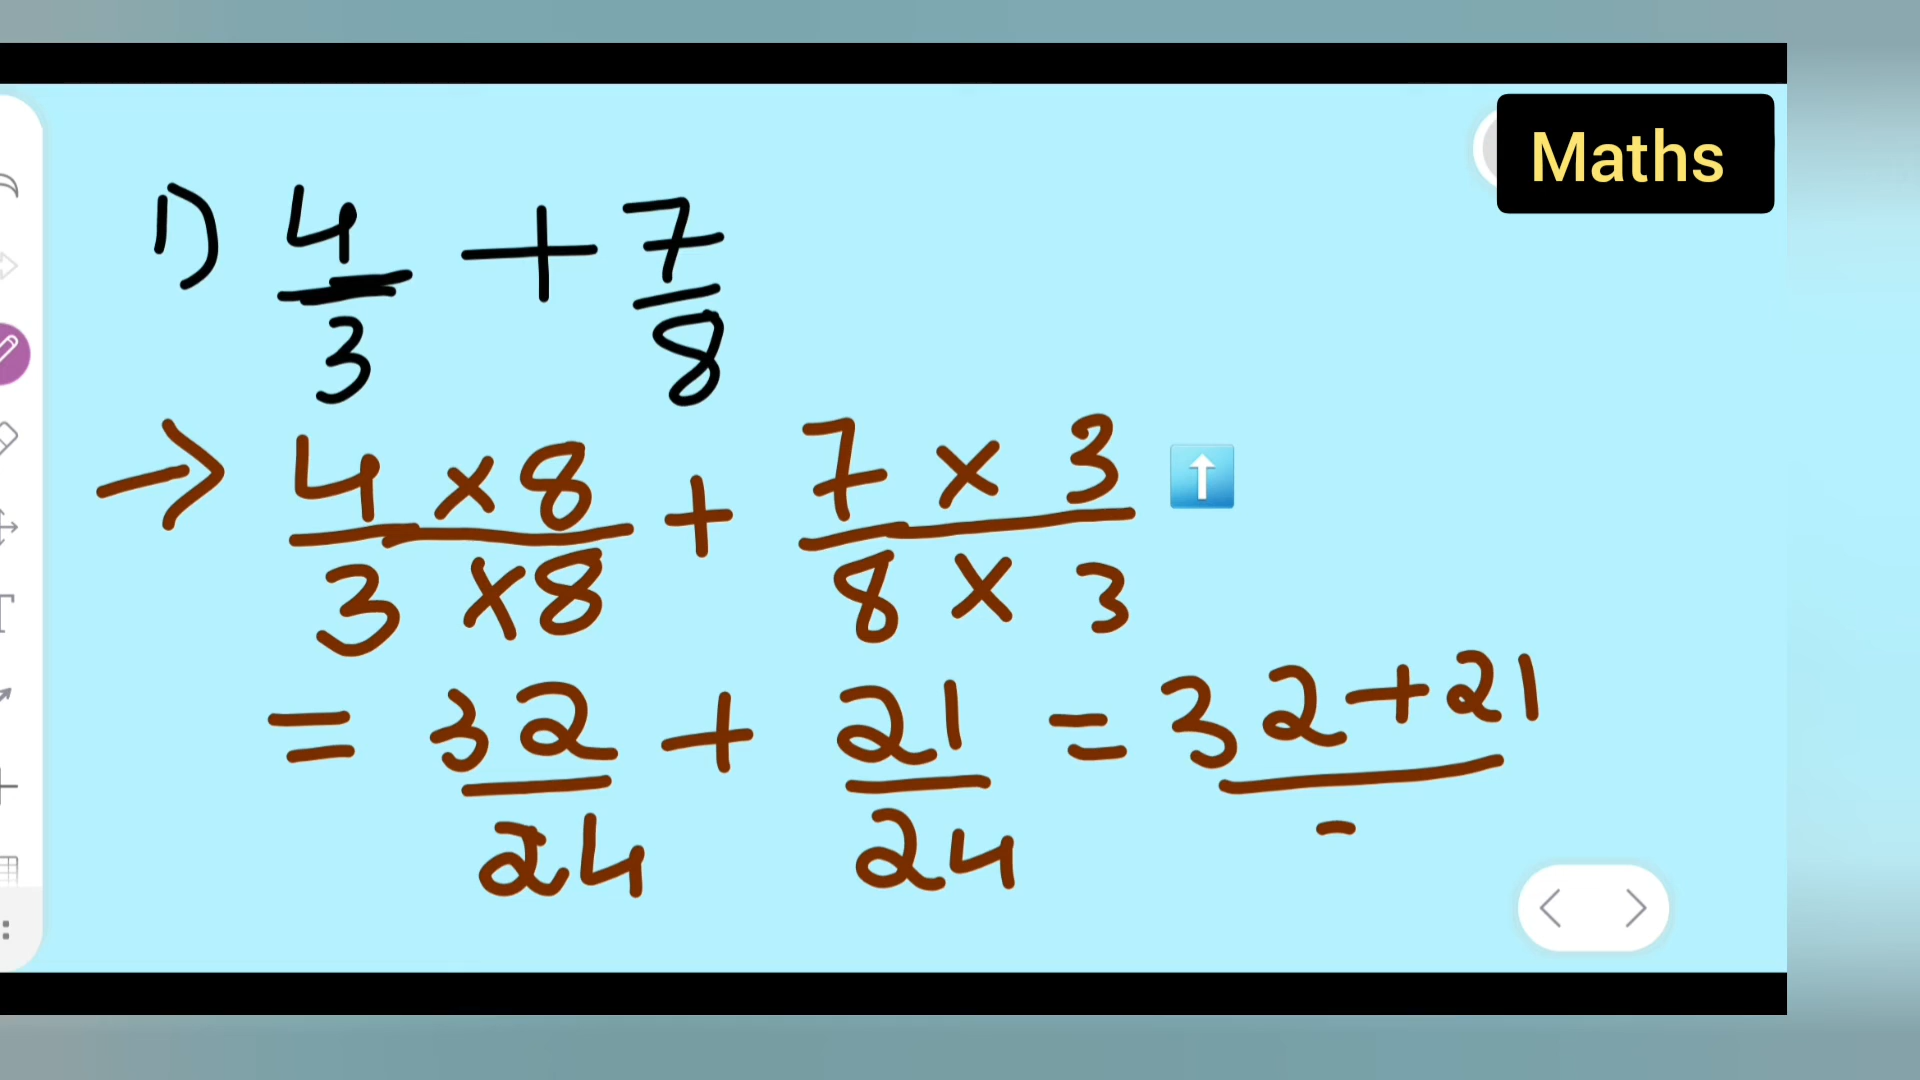 Maths
1) 4/3 + 7/8
→ 4 × 8 / 3 × 8 + 7 × 3 / 8 × 3
= 32/24 + 21/24 = 32 + 21 /